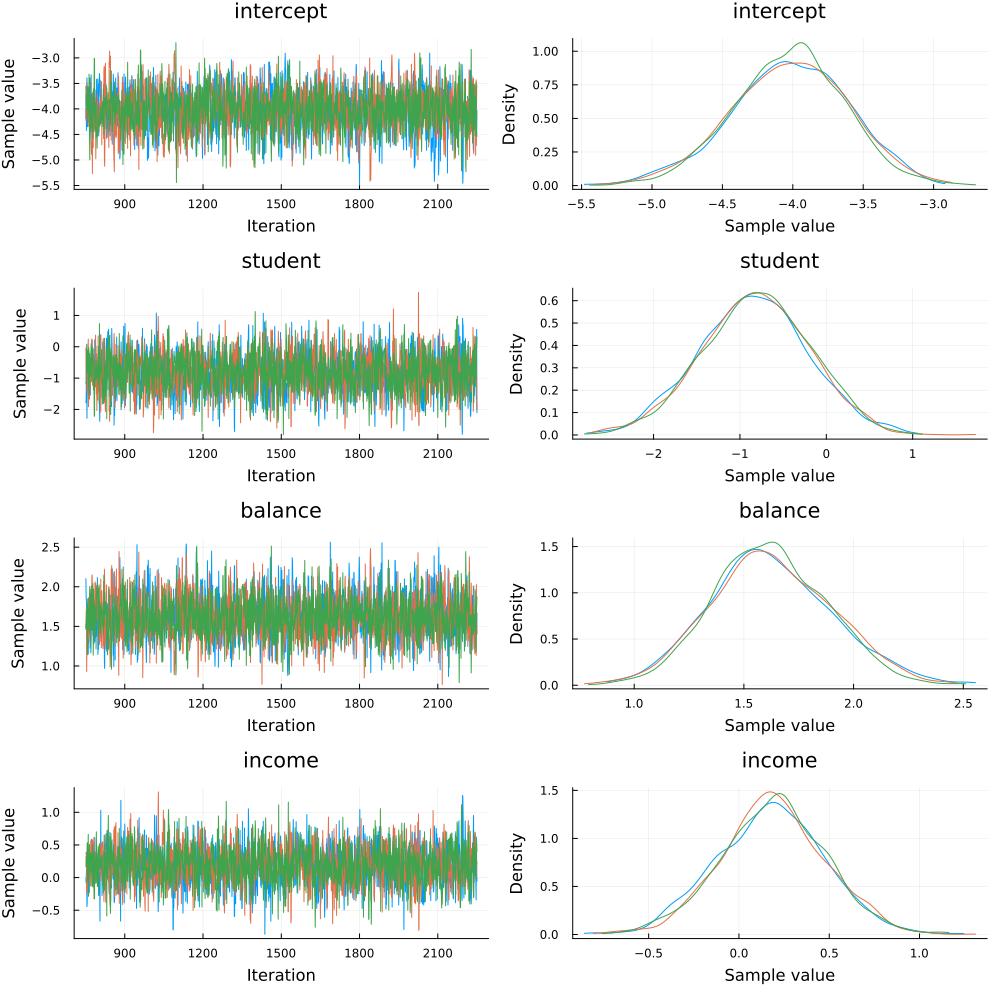 intercept
intercept
Sample value
−3.0
−3.5
−4.0
−4.5
−5.0
−5.5
900 1200 1500 1800 2100
Iteration
Density
1.00
0.75
0.50
0.25
0.00
−5.5 −5.0 −4.5 −4.0 −3.5 −3.0
Sample value
student
student
Sample value
1
0
−1
−2
900 1200 1500 1800 2100
Iteration
Density
0.6
0.5
0.4
0.3
0.2
0.1
0.0
−2 −1 0 1
Sample value
balance
balance
Sample value
2.5
2.0
1.5
1.0
900 1200 1500 1800 2100
Iteration
Density
1.5
1.0
0.5
0.0
1.0 1.5 2.0 2.5
Sample value
income
income
Sample value
1.0
0.5
0.0
−0.5
900 1200 1500 1800 2100
Iteration
Density
1.5
1.0
0.5
0.0
−0.5 0.0 0.5 1.0
Sample value